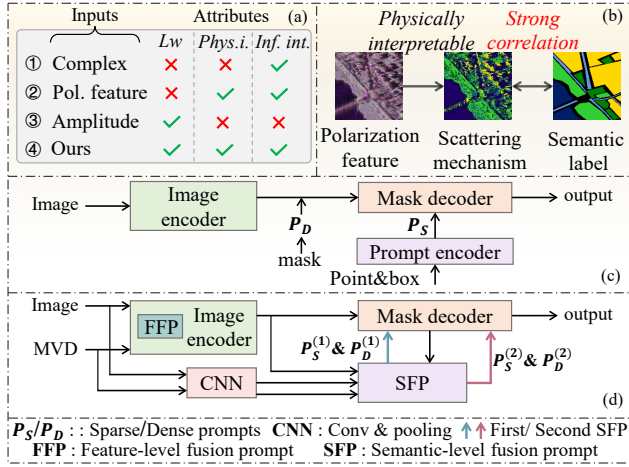 Inputs Attributes (a)
Lw Phys.i. Inf. int.
① Complex
② Pol. feature
③ Amplitude
④ Ours
(b)
Physically interpretable
Strong correlation
Polarization feature
Scattering mechanism
Semantic label
Image
Image encoder
P_D
mask
Mask decoder
output
P_S
Prompt encoder
Point&box
(c)
Image
MVD
FFP
Image encoder
CNN
Mask decoder
output
P_S^(1) & P_D^(1)
P_S^(2) & P_D^(2)
SFP
(d)
P_S/P_D : : Sparse/Dense prompts CNN : Conv & pooling First/ Second SFP
FFP : Feature-level fusion prompt SFP : Semantic-level fusion prompt